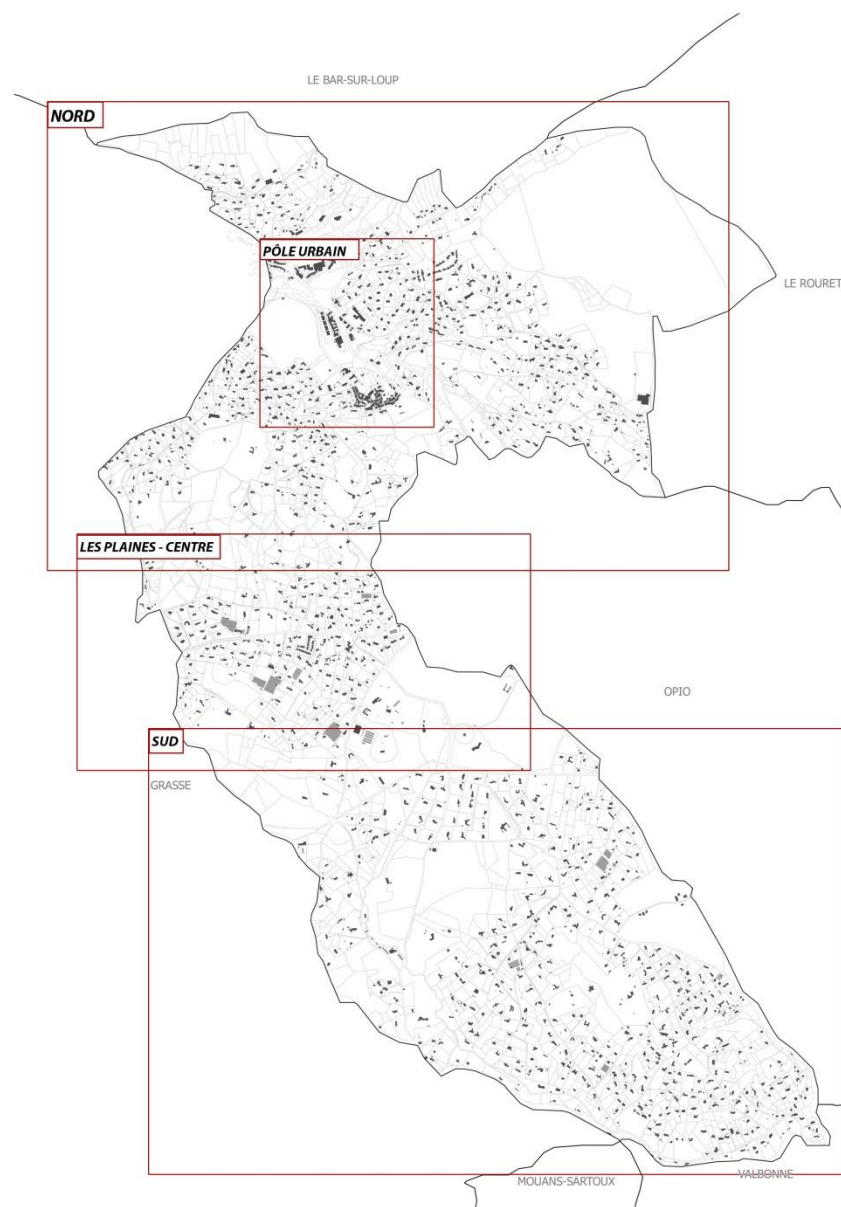 LE BAR-SUR-LOUP
NORD
PÔLE URBAIN
LE ROURET
LES PLAINES - CENTRE
OPIO
SUD
GRASSE
VALBONNE
MOUANS-SARTOUX